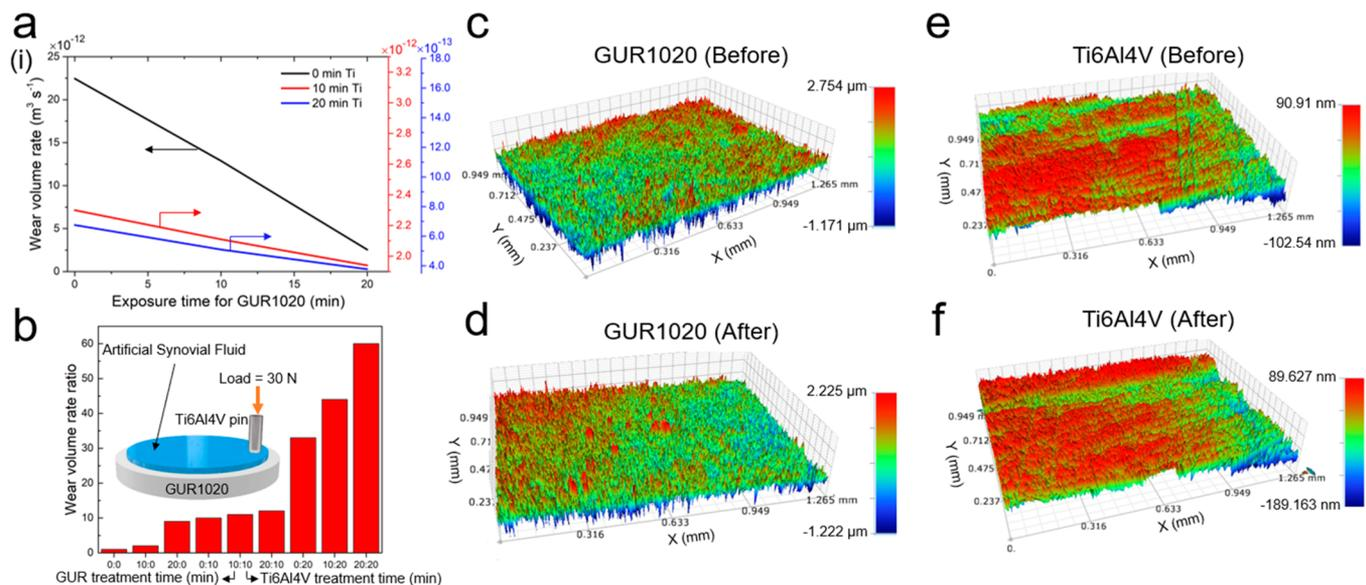 a
(i)
×10⁻¹²
×10⁻¹²
×10⁻¹³
25
20
15
10
5
0
Wear volume rate (m³ s⁻¹)
0 min Ti
10 min Ti
20 min Ti
3.2
3.0
2.8
2.6
2.4
2.2
2.0
18.0
16.0
14.0
12.0
10.0
8.0
6.0
4.0
0 5 10 15 20
Exposure time for GUR1020 (min)
b
60
50
40
30
20
10
0
Wear volume rate ratio
Artificial Synovial Fluid
Load = 30 N
Ti6Al4V pin
GUR1020
0:0 10:0 20:0 0:10 10:10 20:10 0:20 10:20 20:20
GUR treatment time (min) Ti6Al4V treatment time (min)
c
GUR1020 (Before)
2.754 µm
-1.171 µm
0.949 m
0.712
0.475
0.237
Y (mm)
0.316
0.633
0.949
1.265 mm
X (mm)
d
GUR1020 (After)
2.225 µm
-1.222 µm
0.949
0.71
0.47
0.23
Y (mm)
0.316
0.633
0.949
1.265 mm
X (mm)
e
Ti6Al4V (Before)
90.91 nm
-102.54 nm
0.949
0.71
0.47
0.237
Y (mm)
0.
0.316
0.633
0.949
1.265 mm
X (mm)
f
Ti6Al4V (After)
89.627 nm
-189.163 nm
0.949 m
0.712
0.475
0.237
Y (mm)
0.
0.316
0.633
0.949
1.265 mm
X (mm)